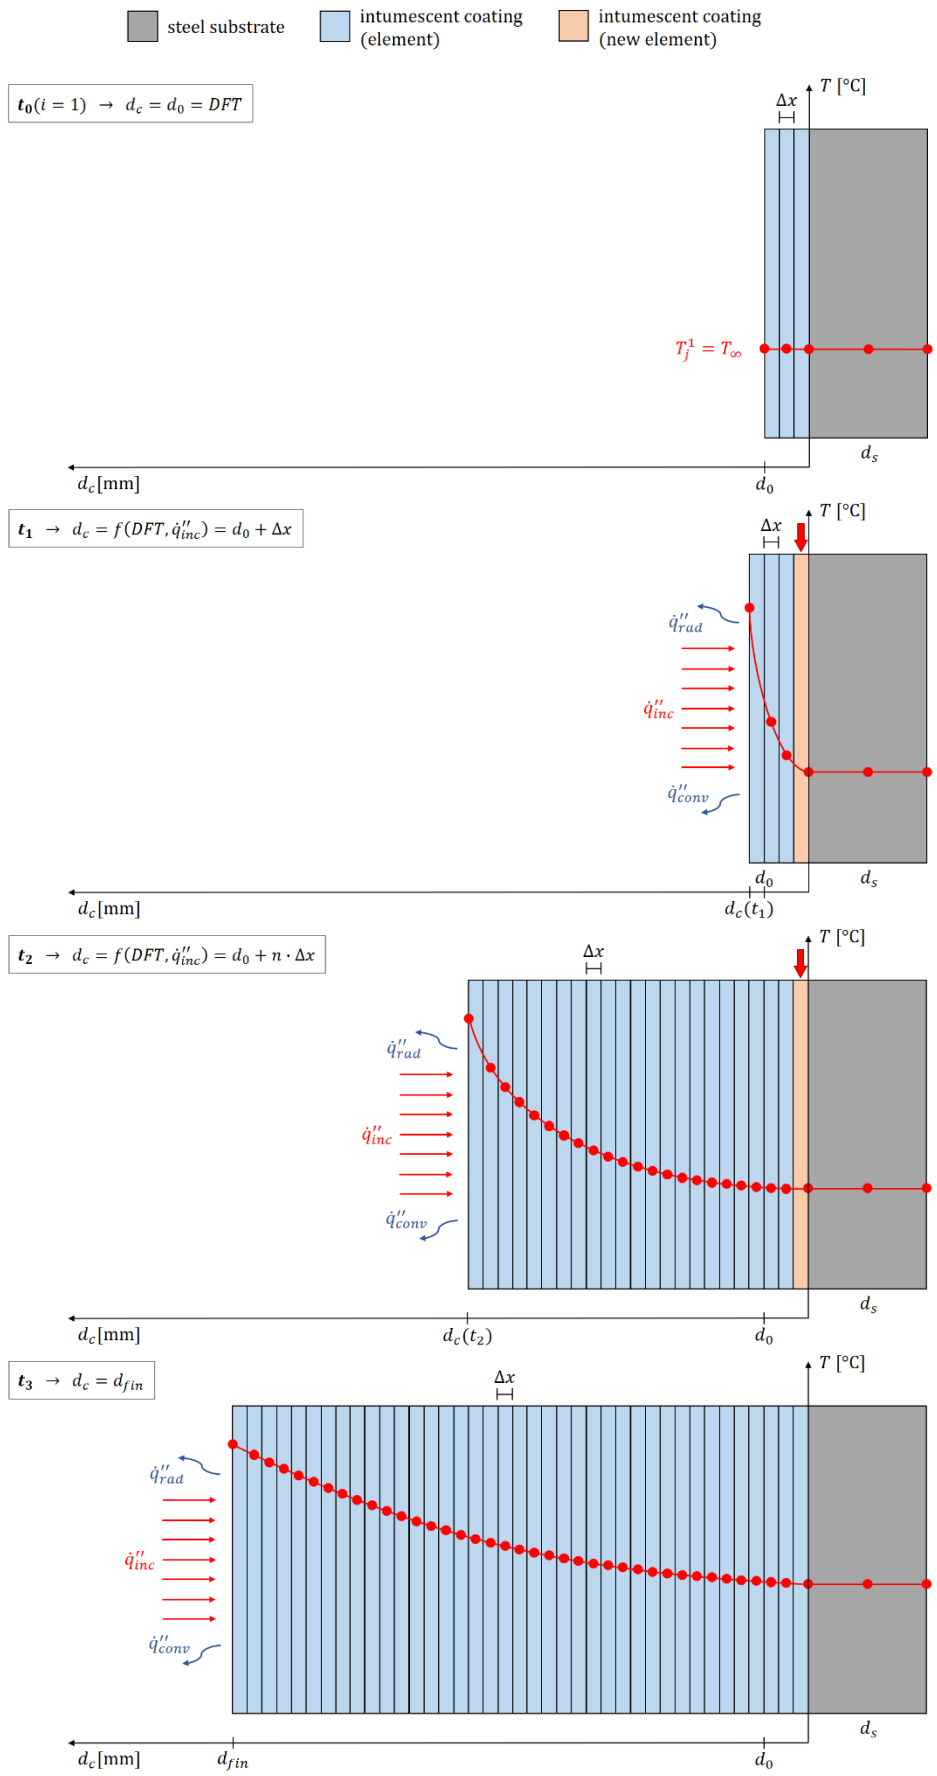 steel substrate
intumescent coating
(element)
intumescent coating
(new element)
t₀(i = 1) → d_c = d₀ = DFT
T [°C]
Δx
T_j¹ = T_∞
d_s
d_c[mm]
d₀
t₁ → d_c = f(DFT, q̇''_inc) = d₀ + Δx
T [°C]
Δx
q̇''_rad
q̇''_inc
q̇''_conv
d₀
d_s
d_c[mm]
d_c(t₁)
t₂ → d_c = f(DFT, q̇''_inc) = d₀ + n · Δx
T [°C]
Δx
q̇''_rad
q̇''_inc
q̇''_conv
d_s
d_c[mm]
d_c(t₂)
d₀
t₃ → d_c = d_fin
T [°C]
Δx
q̇''_rad
q̇''_inc
q̇''_conv
d_s
d_c[mm]
d_fin
d₀